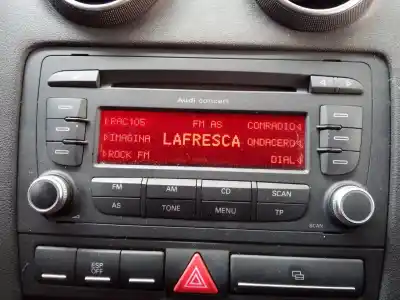 Audi concert
RAC105 FM AS COMRADIO
IMAGINA LAFRESCA ONDACERO
ROCK FM DIAL
FM AM CD SCAN
AS TONE MENU TP
SCAN
ESP OFF